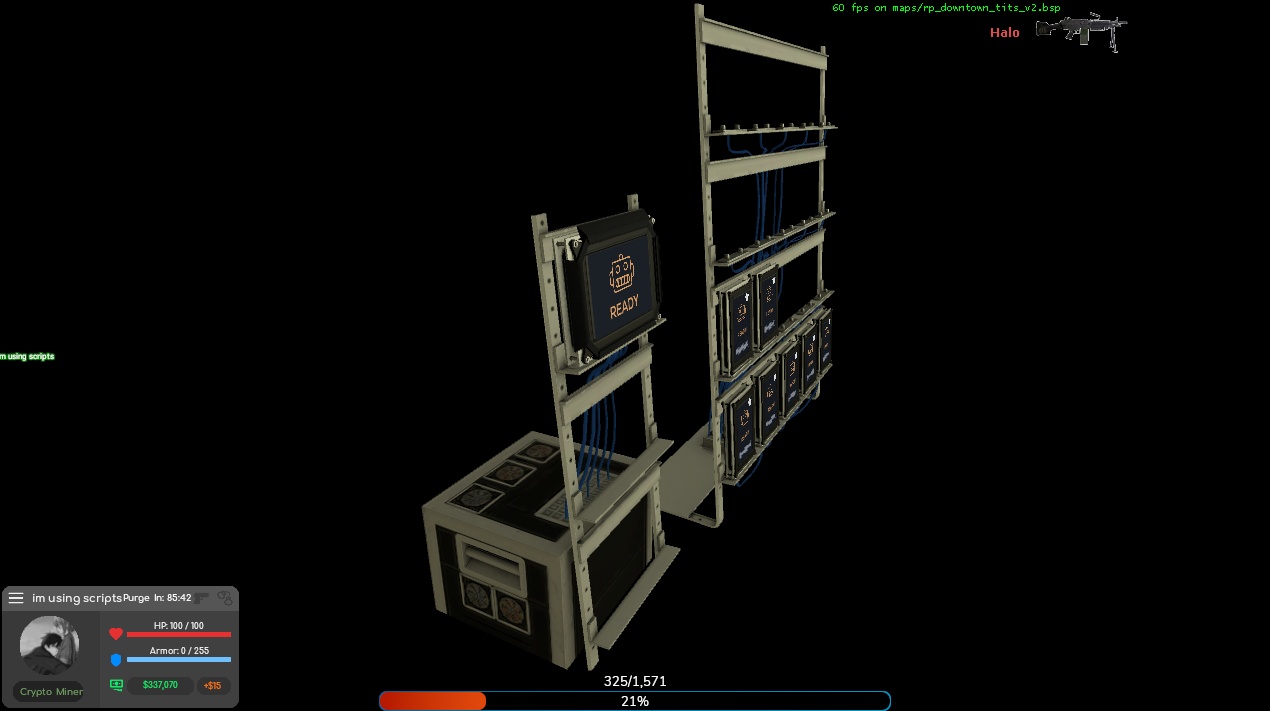 60 fps on maps/rp_downtown_tits_v2.bsp
Halo
READY
m using scripts
im using scripts Purge In: 85:42
HP: 100 / 100
Armor: 0 / 255
$337,070 +$15
Crypto Miner
325/1,571
21%